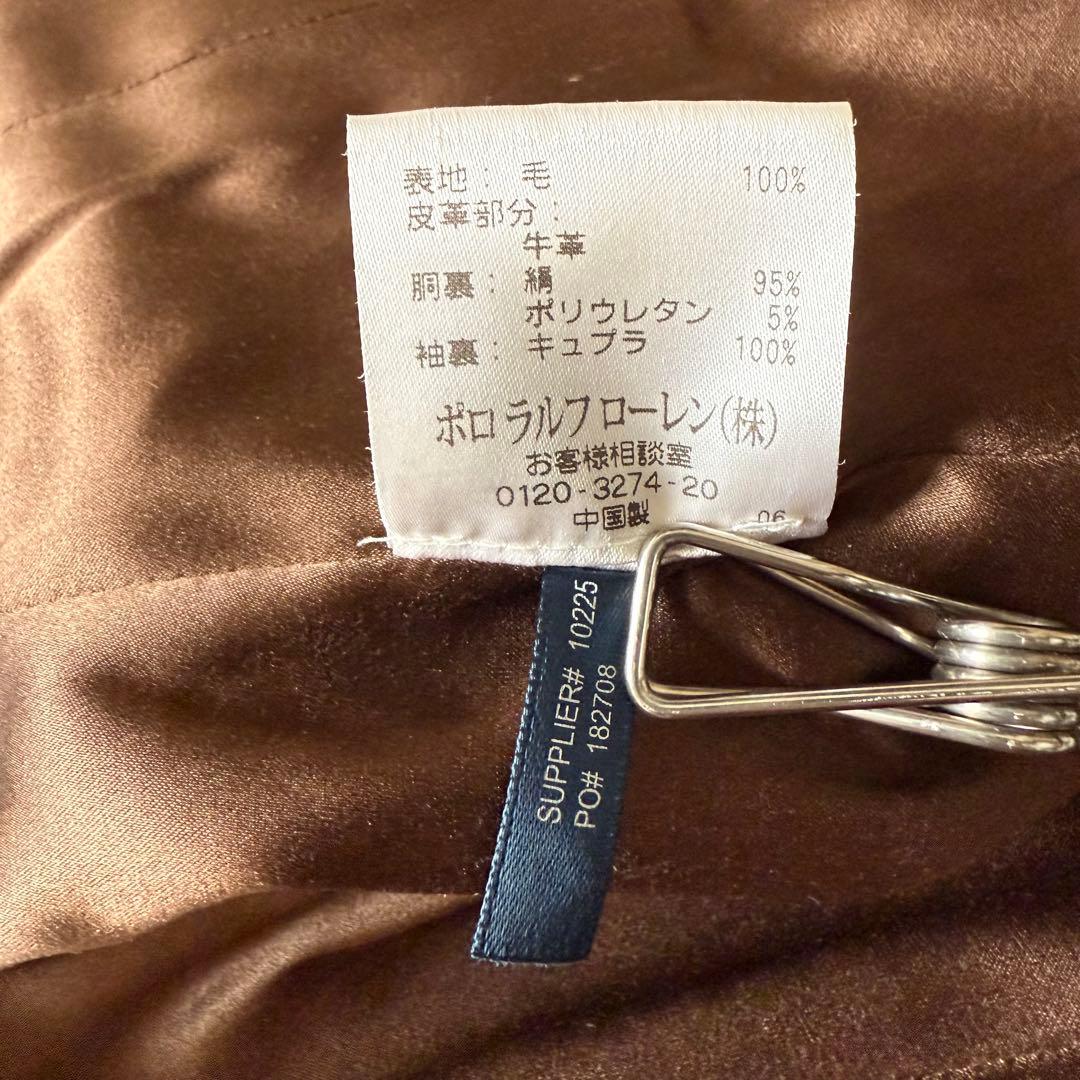 表地： 毛 100%
皮革部分：
牛革
胴裏： 絹 95%
ポリウレタン 5%
袖裏： キュプラ 100%
ポロ ラルフ ローレン(株)
お客様相談室
0120-3274-20
中国製 06
SUPPLIER# 10225
PO# 182708